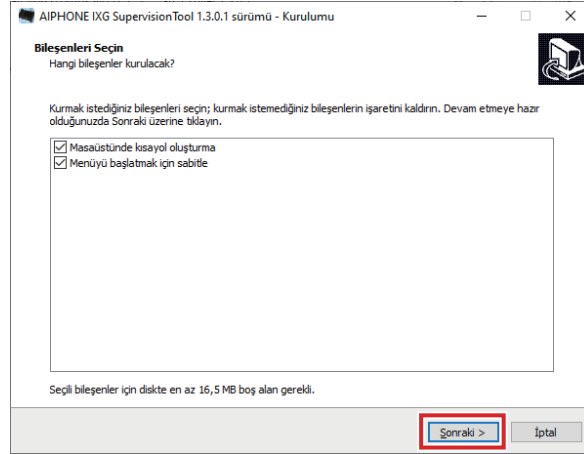 AIPHONE IXG SupervisionTool 1.3.0.1 sürümü - Kurulumu
Bileşenleri Seçin
Hangi bileşenler kurulacak?
Kurmak istediğiniz bileşenleri seçin; kurmak istemediğiniz bileşenlerin işaretini kaldırın. Devam etmeye hazır
olduğunuzda Sonraki üzerine tıklayın.
Masaüstünde kısayol oluşturma
Menüyü başlatmak için sabitle
Seçili bileşenler için diskte en az 16,5 MB boş alan gerekli.
Sonraki >
İptal